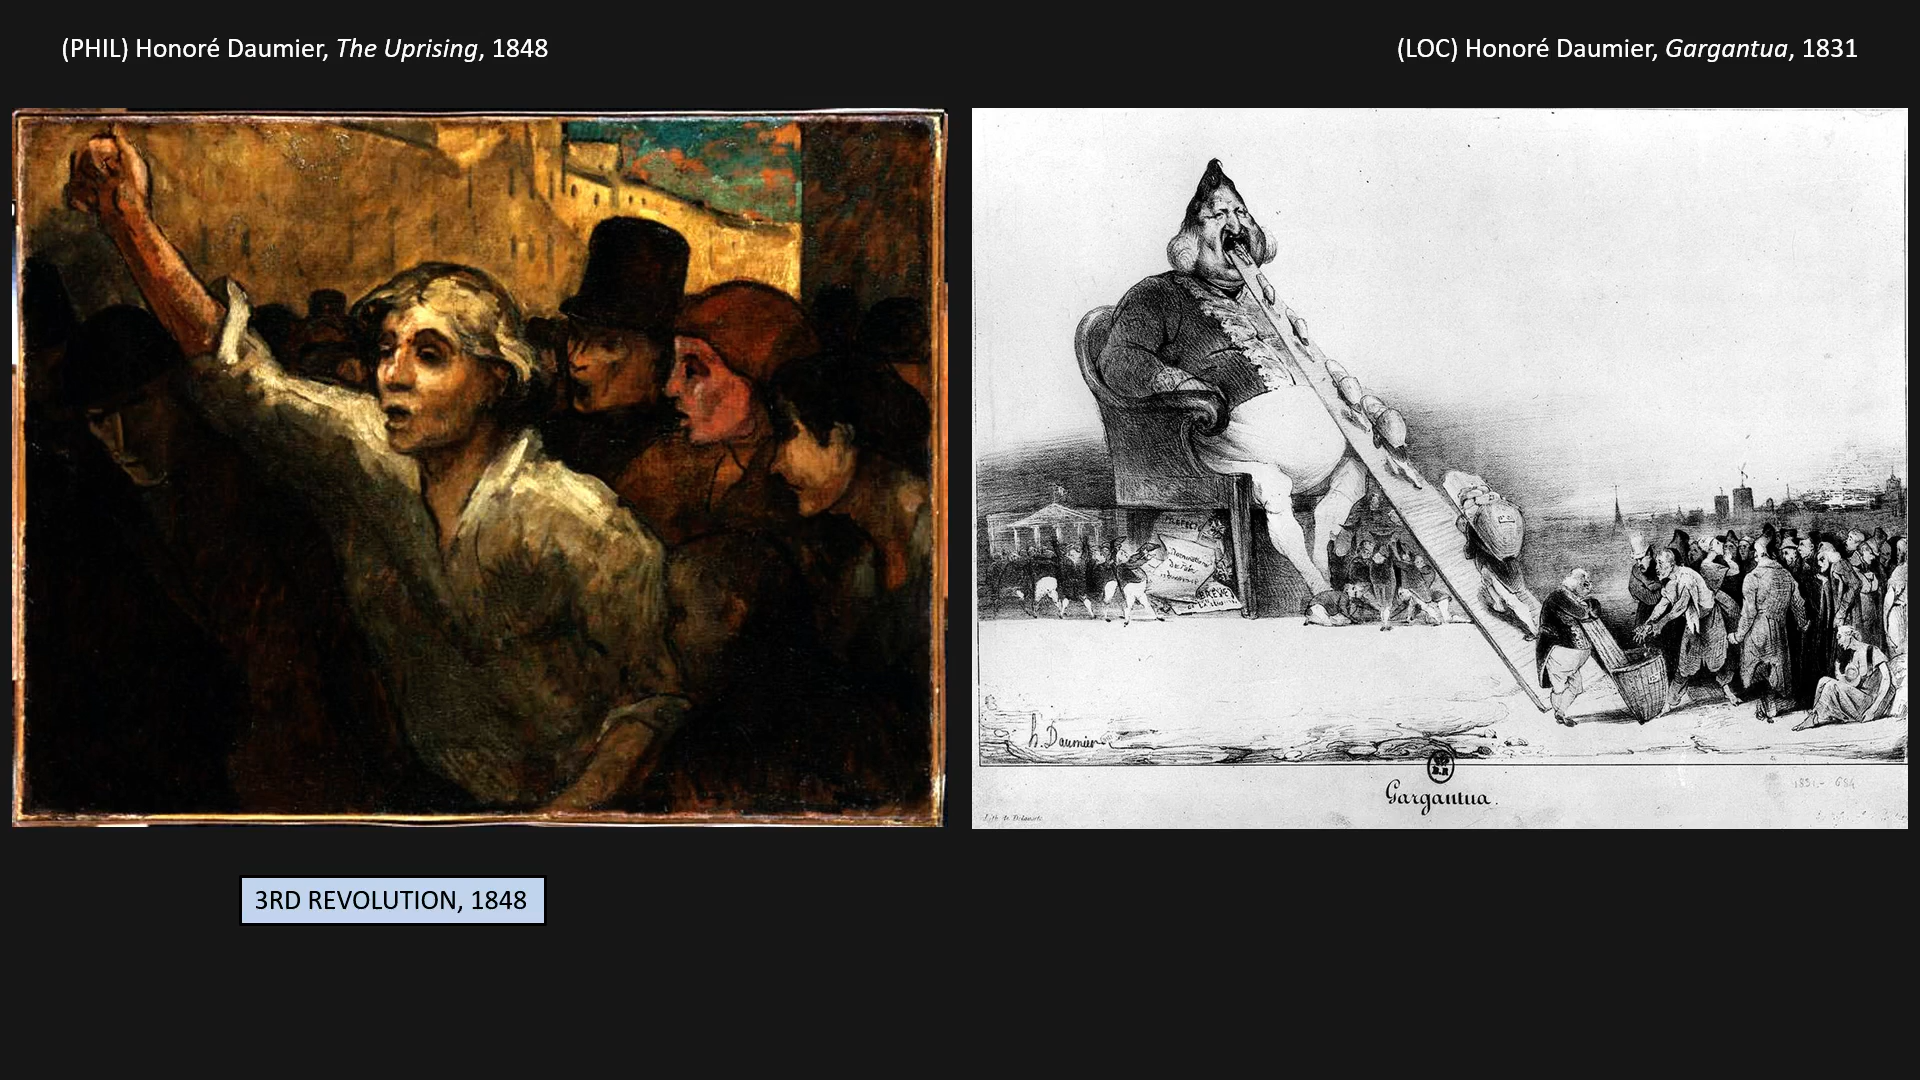 (PHIL) Honoré Daumier, The Uprising, 1848
(LOC) Honoré Daumier, Gargantua, 1831
h. Daumier
Gargantua.
3RD REVOLUTION, 1848